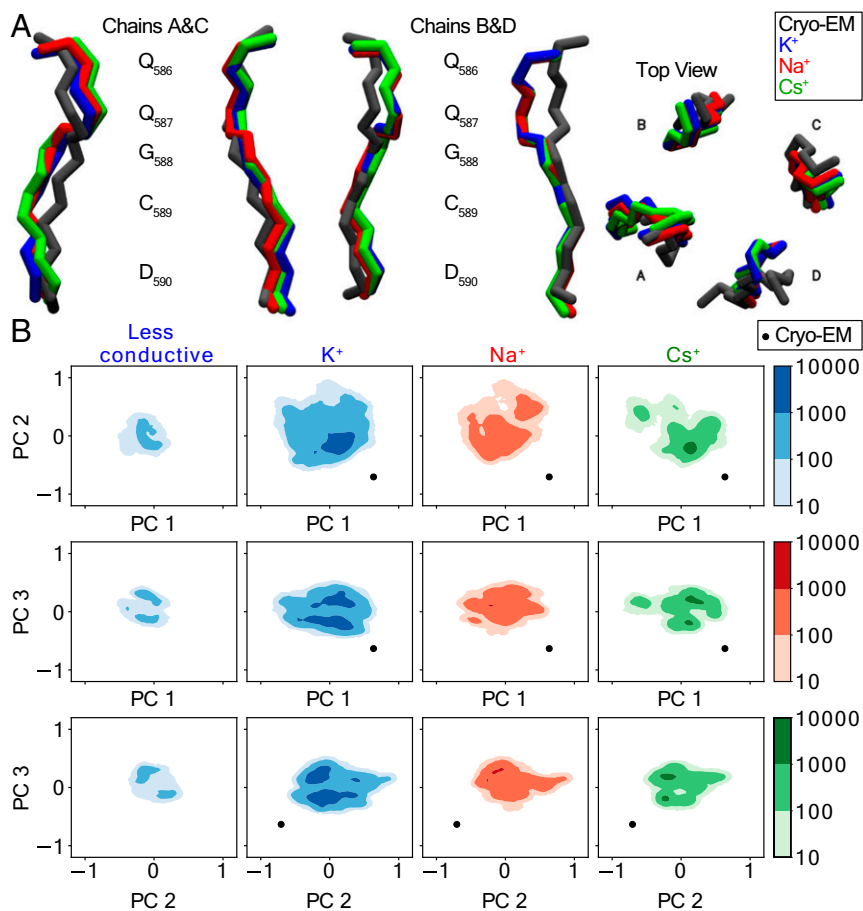 A
Chains A&C
Chains B&D
Cryo-EM
K⁺
Na⁺
Cs⁺
Q₅₈₆
Q₅₈₇
G₅₈₈
C₅₈₉
D₅₉₀
Q₅₈₆
Q₅₈₇
G₅₈₈
C₅₈₉
D₅₉₀
Top View
B
C
A
D
B
Less conductive
K⁺
Na⁺
Cs⁺
Cryo-EM
PC 2
1
0
−1
PC 1
PC 1
PC 1
PC 1
10000
1000
100
10
PC 3
1
0
−1
PC 1
PC 1
PC 1
PC 1
10000
1000
100
10
PC 3
1
0
−1
−1 0 1
−1 0 1
−1 0 1
−1 0 1
PC 2
PC 2
PC 2
PC 2
10000
1000
100
10